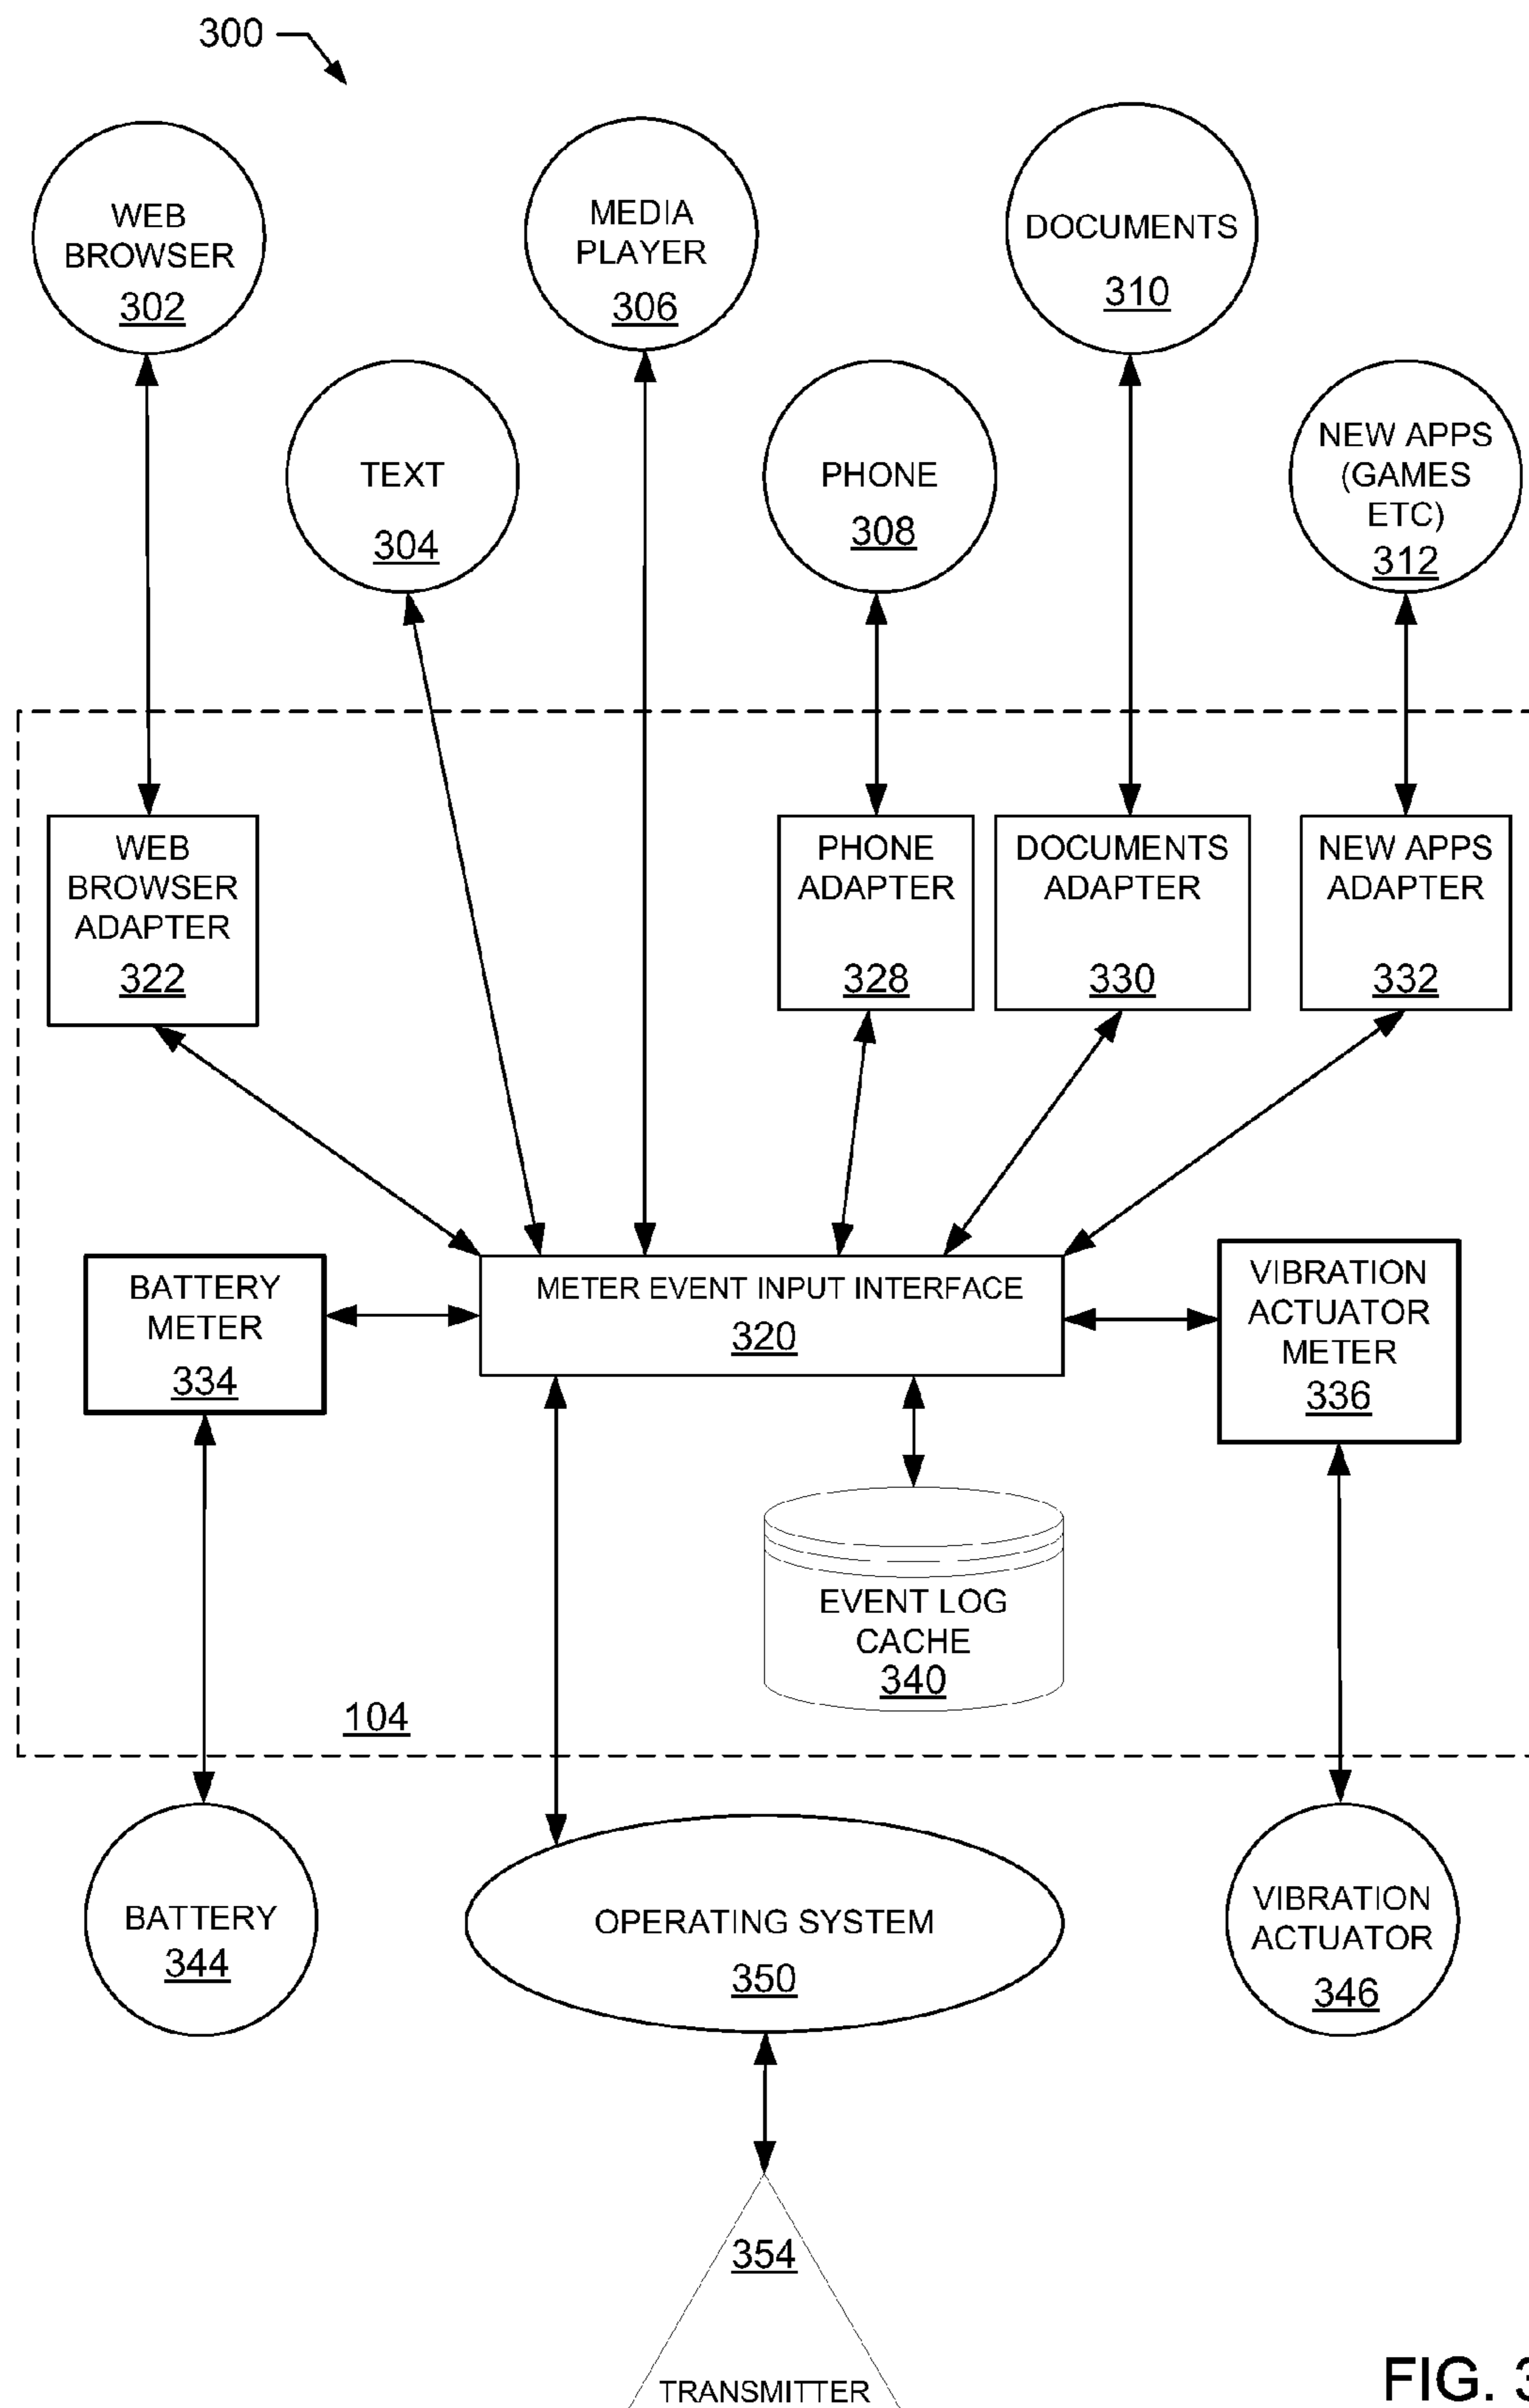 300
WEB
BROWSER
302
MEDIA
PLAYER
306
DOCUMENTS
310
TEXT
304
PHONE
308
NEW APPS
(GAMES
ETC)
312
WEB
BROWSER
ADAPTER
322
PHONE
ADAPTER
328
DOCUMENTS
ADAPTER
330
NEW APPS
ADAPTER
332
BATTERY
METER
334
METER EVENT INPUT INTERFACE
320
VIBRATION
ACTUATOR
METER
336
EVENT LOG
CACHE
340
104
BATTERY
344
OPERATING SYSTEM
350
VIBRATION
ACTUATOR
346
354
TRANSMITTER
FIG. 3